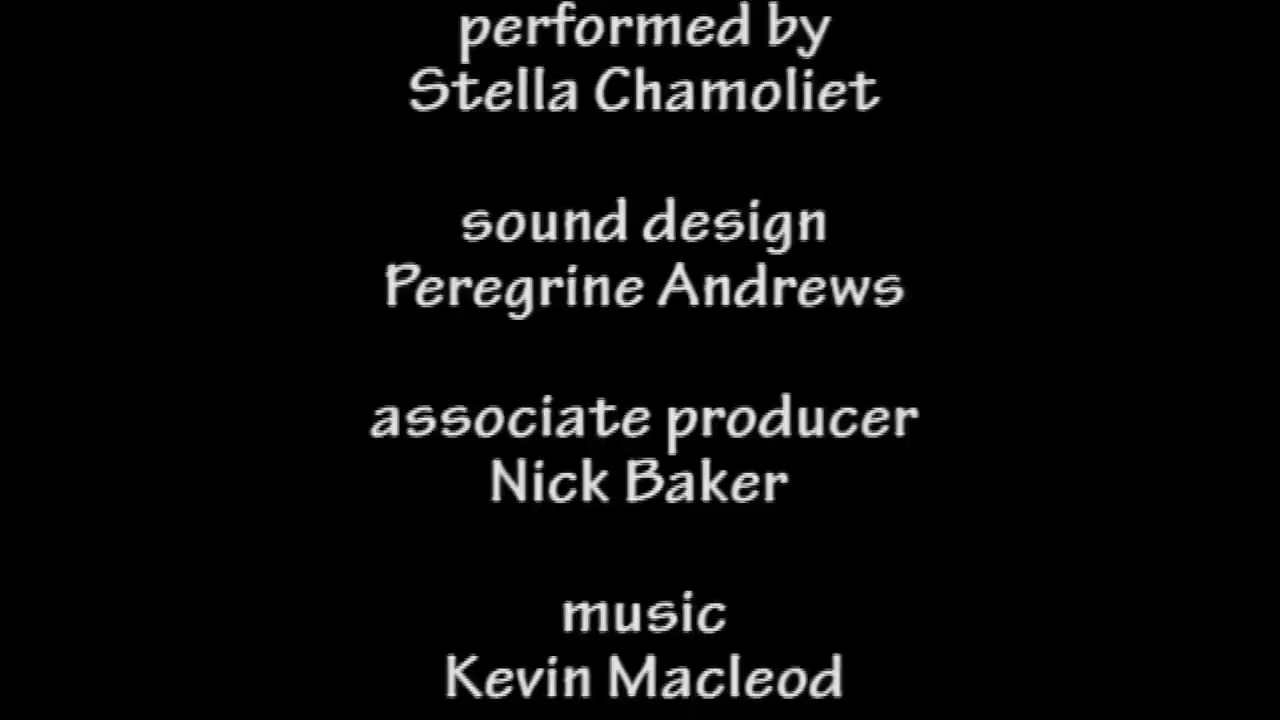 performed by
Stella Chamoliet
sound design
Peregrine Andrews
associate producer
Nick Baker
music
Kevin Macleod